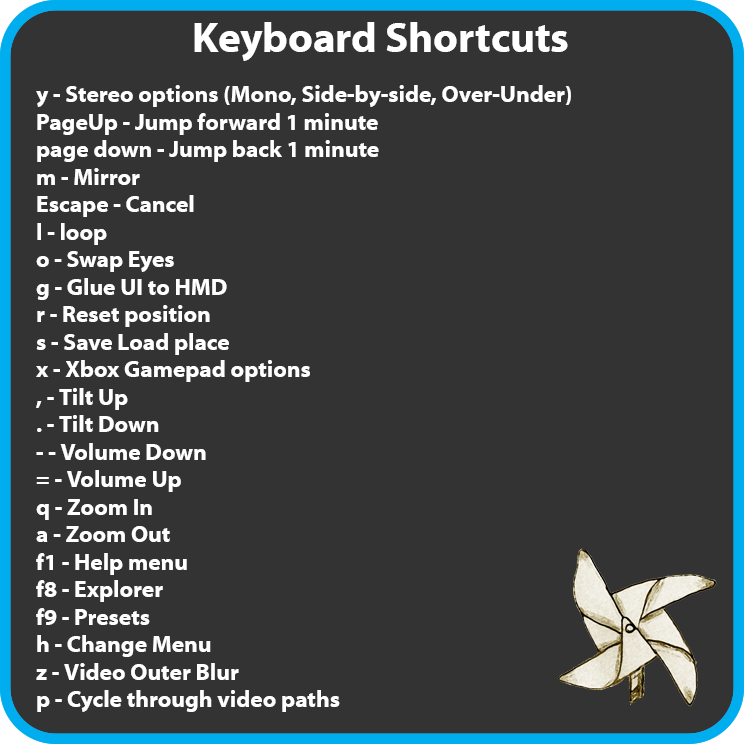 Keyboard Shortcuts
y - Stereo options (Mono, Side-by-side, Over-Under)
PageUp - Jump forward 1 minute
page down - Jump back 1 minute
m - Mirror
Escape - Cancel
l - loop
o - Swap Eyes
g - Glue UI to HMD
r - Reset position
s - Save Load place
x - Xbox Gamepad options
, - Tilt Up
. - Tilt Down
- - Volume Down
= - Volume Up
q - Zoom In
a - Zoom Out
f1 - Help menu
f8 - Explorer
f9 - Presets
h - Change Menu
z - Video Outer Blur
p - Cycle through video paths